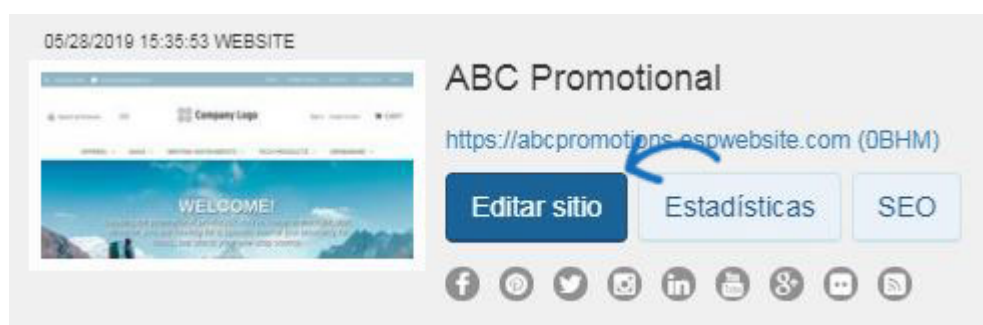 05/28/2019 15:35:53 WEBSITE
Company Logo
CART
WELCOME!
ABC Promotional
https://abcpromotions.espwebsite.com (0BHM)
Editar sitio
Estadísticas
SEO